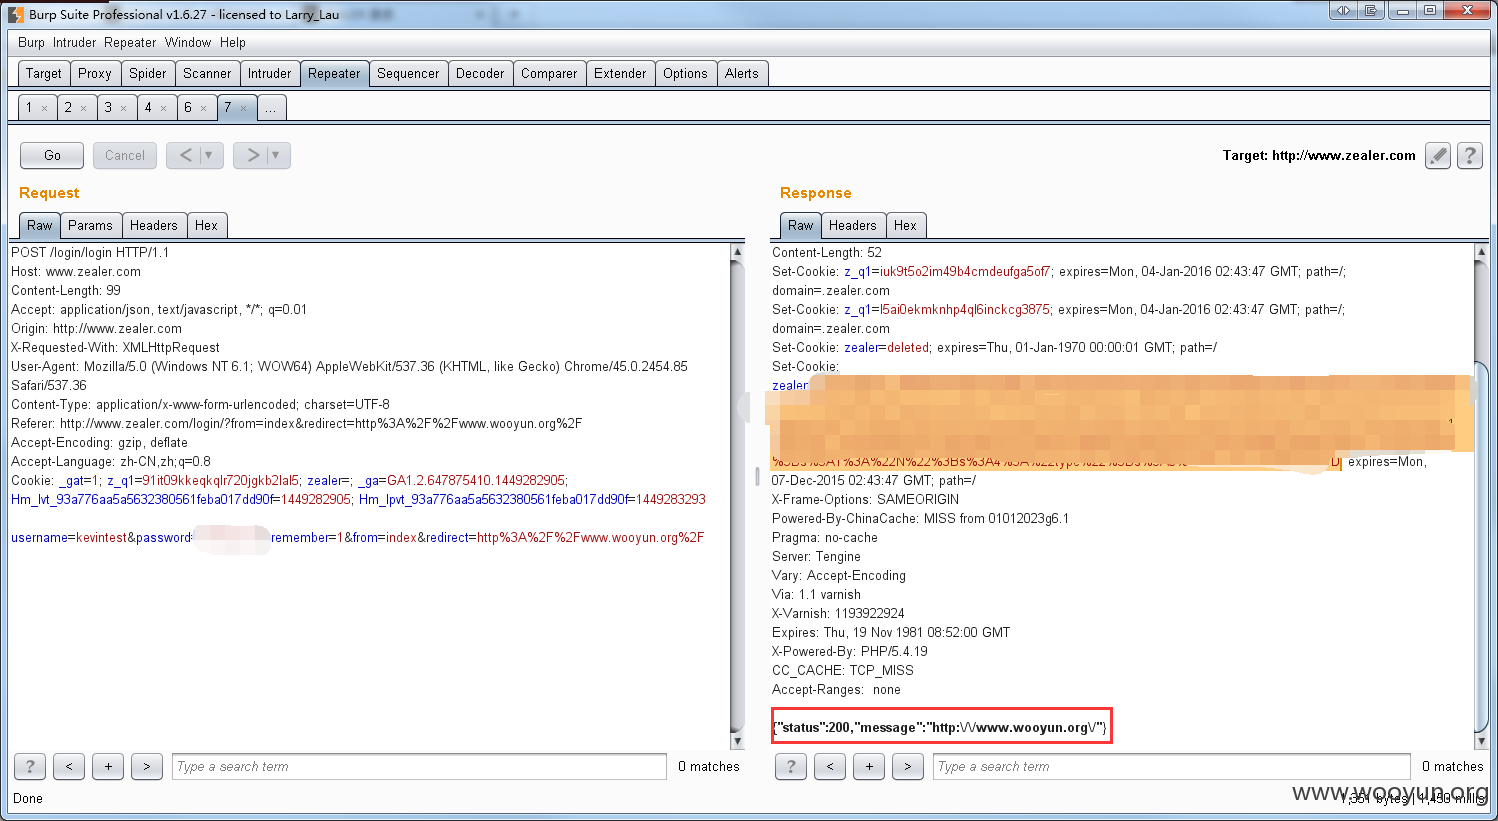 Burp Suite Professional v1.6.27 - licensed to Larry_Lau
Burp Intruder Repeater Window Help
Target Proxy Spider Scanner Intruder Repeater Sequencer Decoder Comparer Extender Options Alerts
1 × 2 × 3 × 4 × 6 × 7 × ...
Go Cancel < > Target: http://www.zealer.com ?
Request
Raw Params Headers Hex
POST /login/login HTTP/1.1
Host: www.zealer.com
Content-Length: 99
Accept: application/json, text/javascript, */*; q=0.01
Origin: http://www.zealer.com
X-Requested-With: XMLHttpRequest
User-Agent: Mozilla/5.0 (Windows NT 6.1; WOW64) AppleWebKit/537.36 (KHTML, like Gecko) Chrome/45.0.2454.85
Safari/537.36
Content-Type: application/x-www-form-urlencoded; charset=UTF-8
Referer: http://www.zealer.com/login/?from=index&redirect=http%3A%2F%2Fwww.wooyun.org%2F
Accept-Encoding: gzip, deflate
Accept-Language: zh-CN,zh;q=0.8
Cookie: _gat=1; z_q1=91it09kkeqkqlr720jgkb2lal5; zealer=; _ga=GA1.2.647875410.1449282905;
Hm_lvt_93a776aa5a5632380561feba017dd90f=1449282905; Hm_lpvt_93a776aa5a5632380561feba017dd90f=1449283293
username=kevintest&password= remember=1&from=index&redirect=http%3A%2F%2Fwww.wooyun.org%2F
? < + > Type a search term 0 matches
Done
Response
Raw Headers Hex
Content-Length: 52
Set-Cookie: z_q1=iuk9t5o2im49b4cmdeufga5of7; expires=Mon, 04-Jan-2016 02:43:47 GMT; path=/;
domain=.zealer.com
Set-Cookie: z_q1=l5ai0ekmknhp4ql6inckcg3875; expires=Mon, 04-Jan-2016 02:43:47 GMT; path=/;
domain=.zealer.com
Set-Cookie: zealer=deleted; expires=Thu, 01-Jan-1970 00:00:01 GMT; path=/
Set-Cookie:
zealer
expires=Mon,
07-Dec-2015 02:43:47 GMT; path=/
X-Frame-Options: SAMEORIGIN
Powered-By-ChinaCache: MISS from 01012023g6.1
Pragma: no-cache
Server: Tengine
Vary: Accept-Encoding
Via: 1.1 varnish
X-Varnish: 1193922924
Expires: Thu, 19 Nov 1981 08:52:00 GMT
X-Powered-By: PHP/5.4.19
CC_CACHE: TCP_MISS
Accept-Ranges: none
{"status":200,"message":"http:\/\/www.wooyun.org\/"}
? < + > Type a search term 0 matches
www.wooyun.org